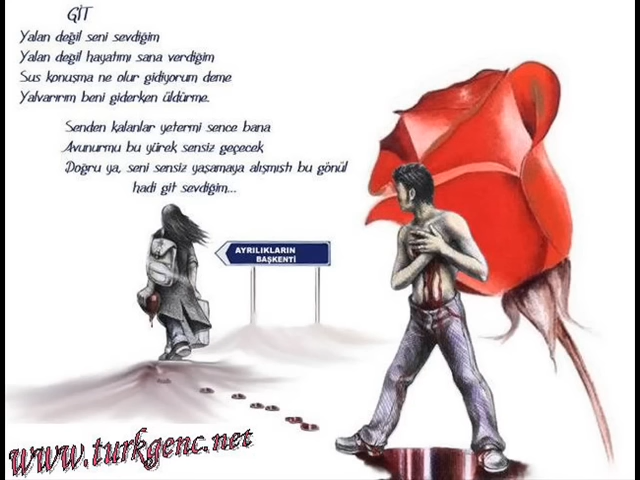 GİT
Yalan değil seni sevdiğim
Yalan değil hayatımı sana verdiğim
Sus konuşma ne olur gidiyorum deme
Yalvarırım beni giderken üldürme.
Senden kalanlar yetermi sence bana
Avunurmu bu yürek sensiz geçecek
Doğru ya, seni sensiz yaşamaya alışmıştı bu gönül
hadi git sevdiğim...
AYRILIKLARIN
BAŞKENTİ
www.turkgenc.net